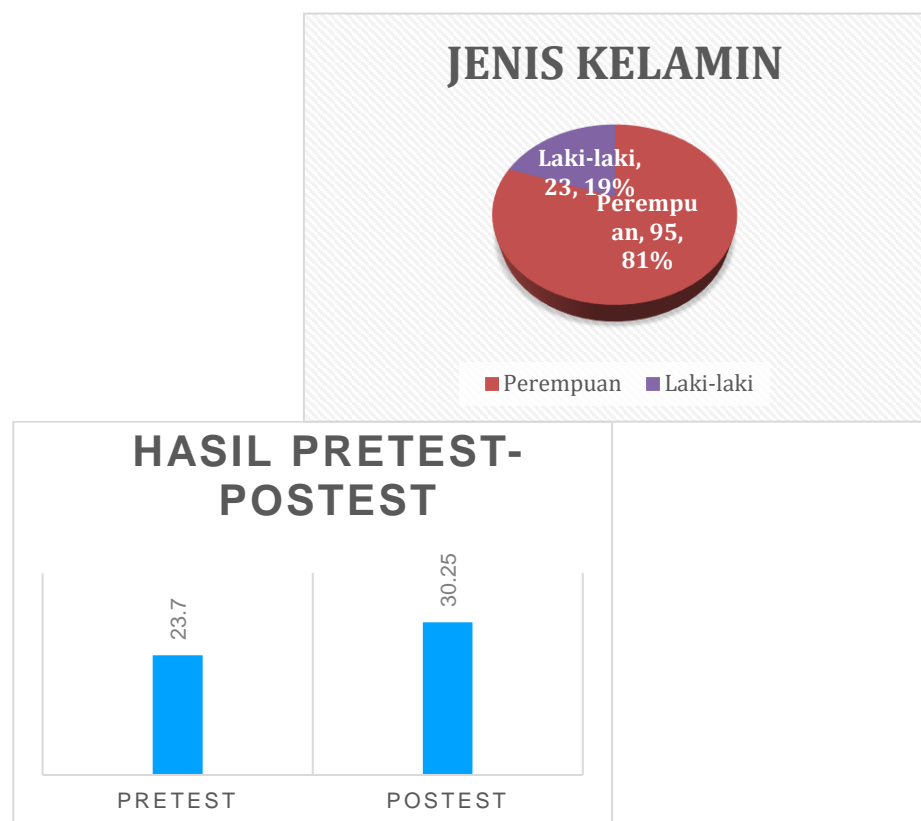 JENIS KELAMIN
Laki-laki,
23, 19%
Perempu
an, 95,
81%
Perempuan
Laki-laki
HASIL PRETEST-
POSTEST
23.7
30.25
PRETEST
POSTEST